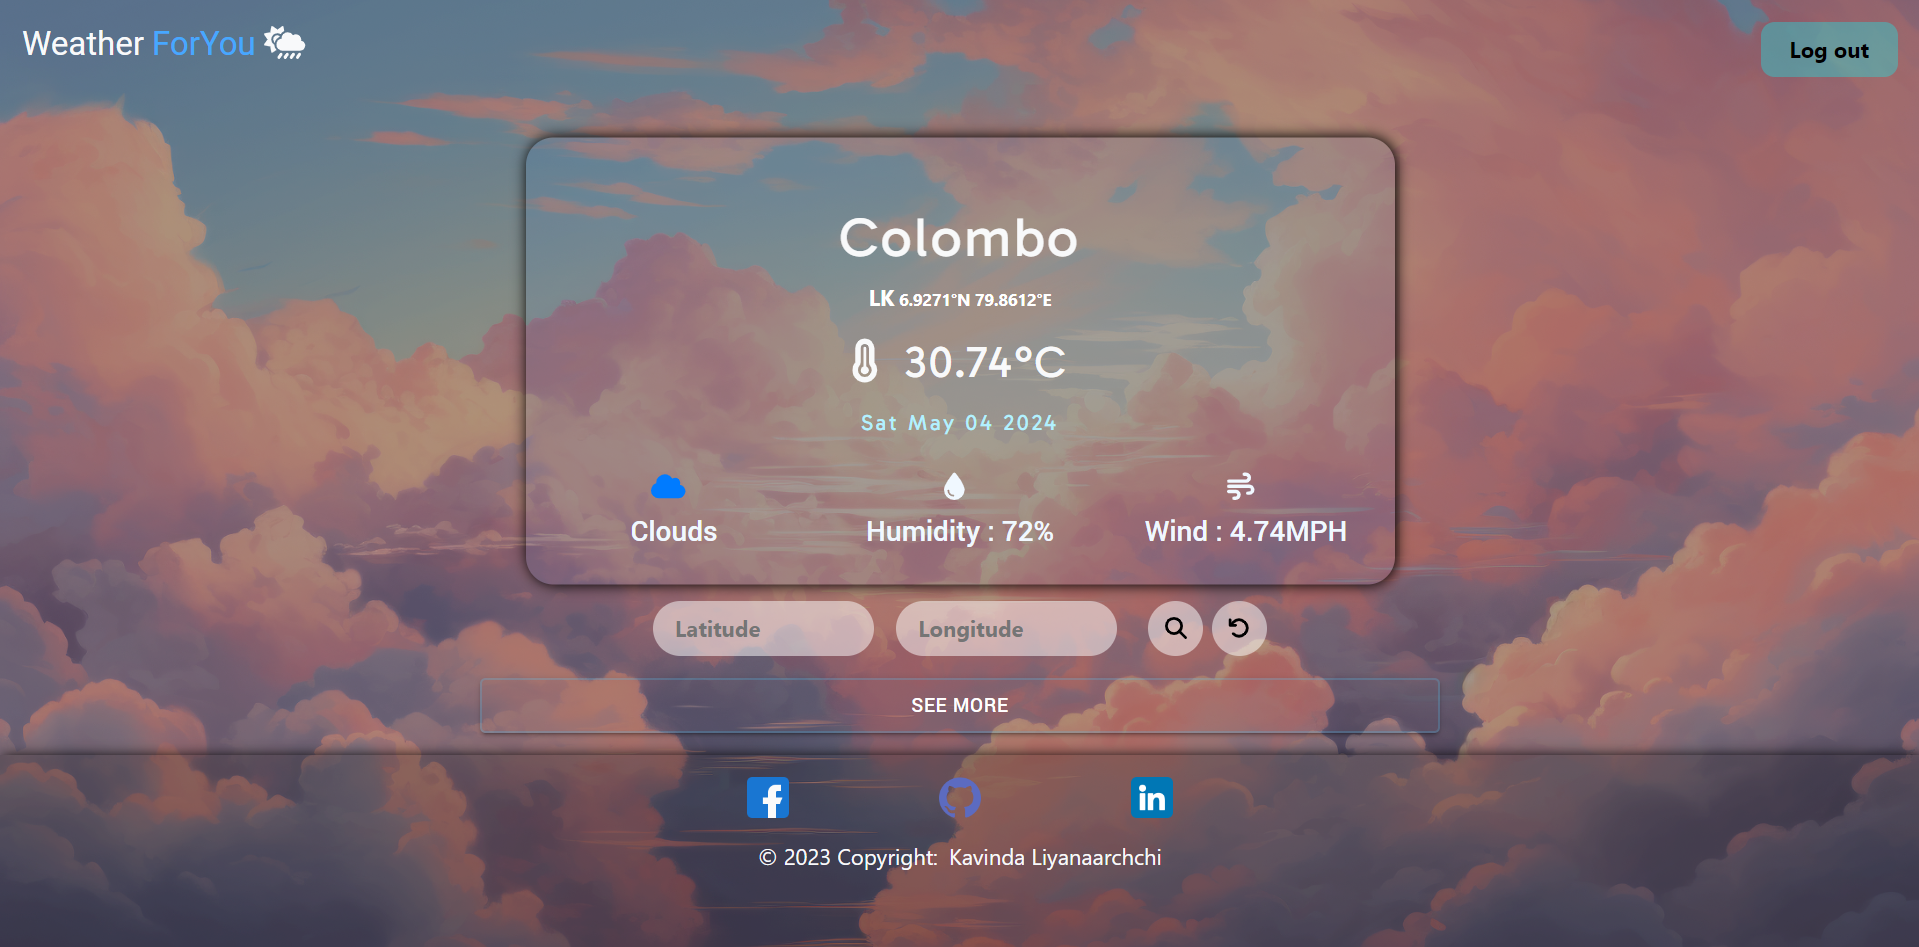 Weather ForYou
Log out
Colombo
LK 6.9271°N 79.8612°E
30.74°C
Sat May 04 2024
Clouds
Humidity : 72%
Wind : 4.74MPH
Latitude
Longitude
SEE MORE
© 2023 Copyright: Kavinda Liyanaarchchi